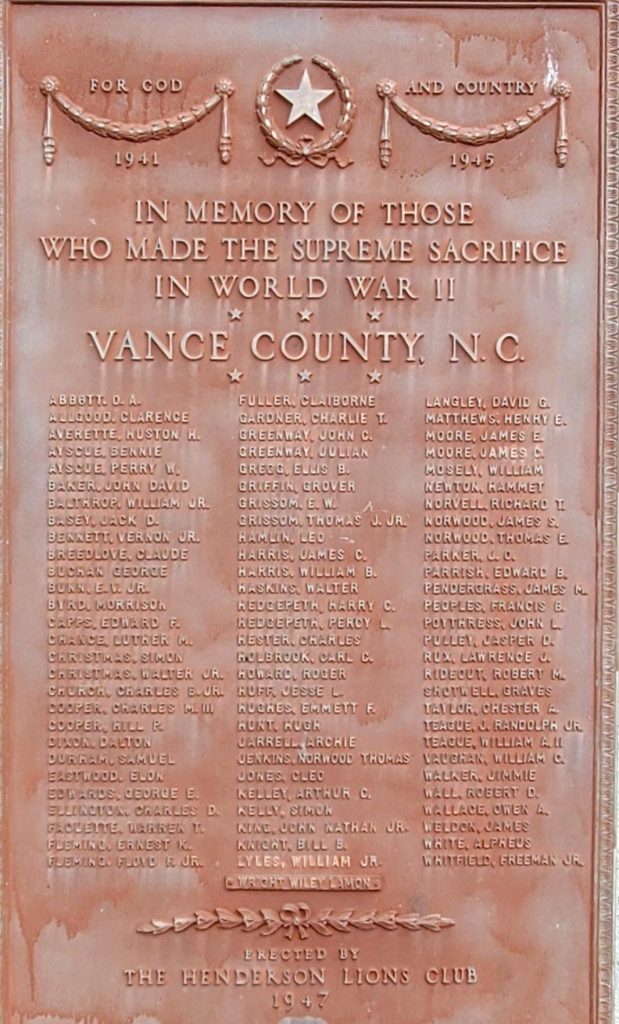 FOR GOD
AND COUNTRY
1941
1945
IN MEMORY OF THOSE
WHO MADE THE SUPREME SACRIFICE
IN WORLD WAR II
VANCE COUNTY, N.C.
ABBOTT, O. A.
ALLGOOD, CLARENCE
AVERETTE, HUSTON H.
AYSCUE, BENNIE
AYSCUE, PERRY W.
BAKER, JOHN DAVID
BALTHROP, WILLIAM JR.
BASEY, JACK D.
BENNETT, VERNON JR.
BREEDLOVE, CLAUDE
BUCHAN GEORGE
BUNN, E.V. JR.
BYRD, MORRISON
CAPPS, EDWARD F.
CHANCE, LUTHER M.
CHRISTMAS, SIMON
CHRISTMAS, WALTER JR.
CHURCH, CHARLES B. JR.
COOPER, CHARLES M. III
COOPER, HILL P.
DIXON, DALTON
DURHAM, SAMUEL
EASTWOOD, ELON
EDWARDS, GEORGE E.
ELLINGTON, CHARLES D.
FAQUETTE, WARREN T.
FLEMING, ERNEST K.
FLEMING, FLOYD F. JR.
FULLER, CLAIBORNE
GARDNER, CHARLIE T.
GREENWAY, JOHN C.
GREENWAY, JULIAN
GREGG, ELLIS B.
GRIFFIN, GROVER
GRISSOM, E. W.
GRISSOM, THOMAS J. JR.
HAMLIN, LEO
HARRIS, JAMES C.
HARRIS, WILLIAM B.
HASKINS, WALTER
HEDGEPETH, HARRY C.
HEDGEPETH, PERCY L.
HESTER, CHARLES
HOLBROOK, CARL C.
HOWARD, ROGER
HUFF, JESSE L.
HUGHES, EMMETT F.
HUNT, HUGH
JARRELL, ARCHIE
JENKINS, NORWOOD THOMAS
JONES, CLEO
KELLEY, ARTHUR C.
KELLY, SIMON
KING, JOHN NATHAN JR.
KNIGHT, BILL B.
LYLES, WILLIAM JR.
LANGLEY, DAVID G.
MATTHEWS, HENRY E.
MOORE, JAMES E.
MOORE, JAMES C.
MOSELY, WILLIAM
NEWTON, HAMMET
NORVELL, RICHARD T.
NORWOOD, JAMES S.
NORWOOD, THOMAS E.
PARKER, J. O.
PARRISH, EDWARD B.
PENDERGRASS, JAMES M.
PEOPLES, FRANCIS B.
POYTHRESS, JOHN L.
PULLEY, JASPER D.
RUX, LAWRENCE J.
RIDEOUT, ROBERT M.
SHOTWELL, GRAVES
TAYLOR, CHESTER A.
TEAGUE, J. RANDOLPH JR.
TEAGUE, WILLIAM A. II
VAUGHAN, WILLIAM C.
WALKER, JIMMIE
WALL, ROBERT D.
WALLACE, OWEN A.
WELDON, JAMES
WHITE, ALPHEUS
WHITFIELD, FREEMAN JR.
WRIGHT WILEY LAMON
ERECTED BY
THE HENDERSON LIONS CLUB
1947